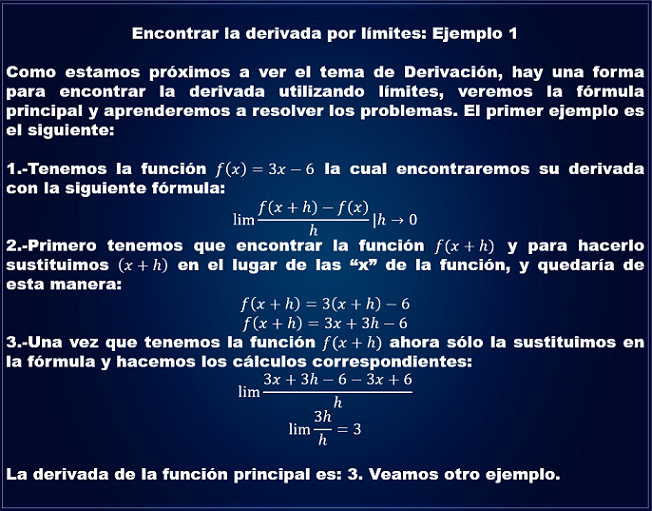 Encontrar la derivada por límites: Ejemplo 1
Como estamos próximos a ver el tema de Derivación, hay una forma
para encontrar la derivada utilizando límites, veremos la fórmula
principal y aprenderemos a resolver los problemas. El primer ejemplo es
el siguiente:
1.-Tenemos la función f(x) = 3x − 6 la cual encontraremos su derivada
con la siguiente fórmula:
lim (f(x + h) − f(x))/h |h → 0
2.-Primero tenemos que encontrar la función f(x + h) y para hacerlo
sustituimos (x + h) en el lugar de las “x” de la función, y quedaría de
esta manera:
f(x + h) = 3(x + h) − 6
f(x + h) = 3x + 3h − 6
3.-Una vez que tenemos la función f(x + h) ahora sólo la sustituimos en
la fórmula y hacemos los cálculos correspondientes:
lim (3x + 3h − 6 − 3x + 6)/h
lim 3h/h = 3
La derivada de la función principal es: 3. Veamos otro ejemplo.